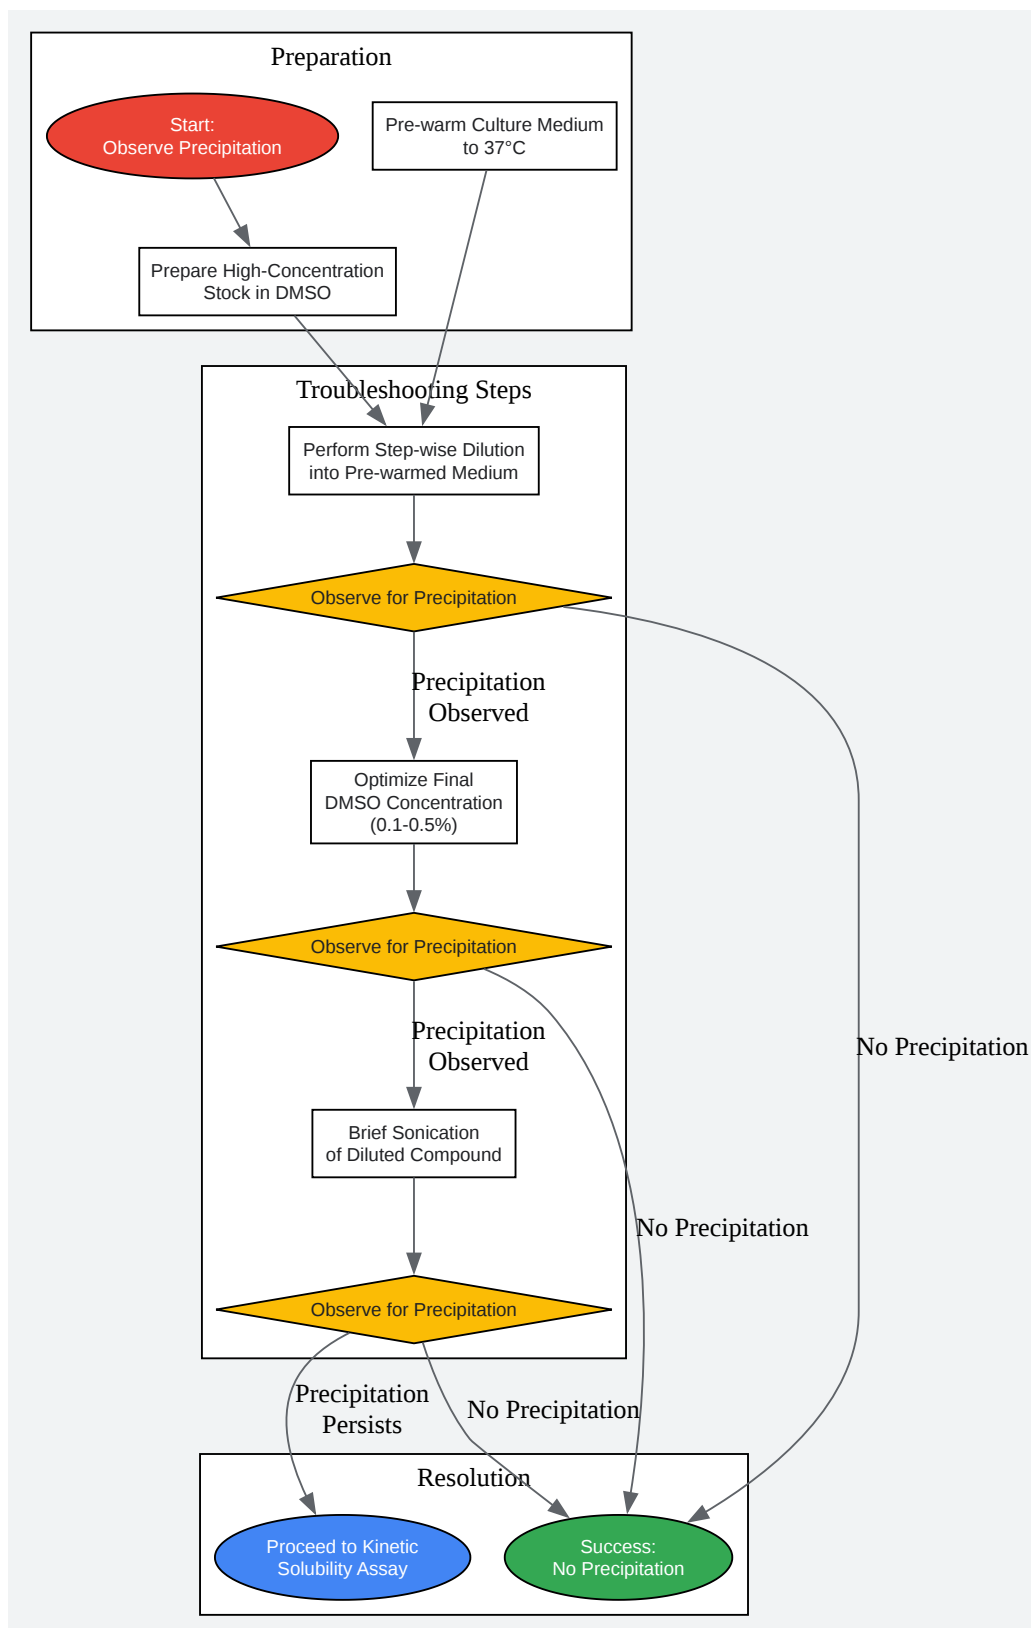 Preparation
Start:
Observe Precipitation
Pre-warm Culture Medium
to 37°C
Prepare High-Concentration
Stock in DMSO
Troubleshooting Steps
Perform Step-wise Dilution
into Pre-warmed Medium
Observe for Precipitation
Precipitation
Observed
Optimize Final
DMSO Concentration
(0.1-0.5%)
Observe for Precipitation
Precipitation
Observed
No Precipitation
Brief Sonication
of Diluted Compound
No Precipitation
Observe for Precipitation
Precipitation
Persists
No Precipitation
Resolution
Proceed to Kinetic
Solubility Assay
Success:
No Precipitation